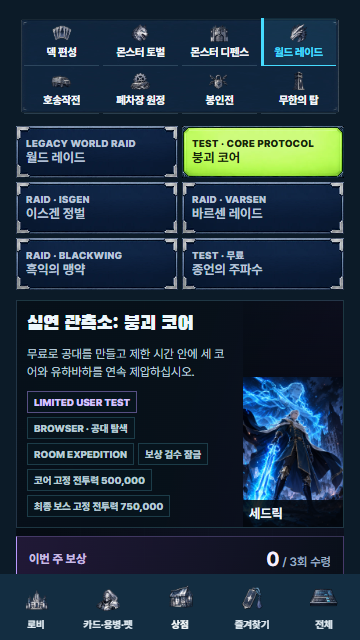 덱 편성
몬스터 토벌
몬스터 디펜스
월드 레이드
호송작전
폐차장 원정
봉인전
무한의 탑
LEGACY WORLD RAID
월드 레이드
TEST · CORE PROTOCOL
붕괴 코어
RAID · ISGEN
이스겐 정벌
RAID · VARSEN
바르센 레이드
RAID · BLACKWING
흑익의 맹약
TEST · 무료
종언의 주파수
심연 관측소: 붕괴 코어
무료로 공대를 만들고 제한 시간 안에 세 코
어와 유하바하를 연속 제압하십시오.
LIMITED USER TEST
BROWSER · 공대 탐색
ROOM EXPEDITION
보상 검수 잠금
코어 고정 전투력 500,000
최종 보스 고정 전투력 750,000
세드릭
이번 주 보상
0 / 3회 수령
로비
카드·용병·펫
상점
즐겨찾기
전체